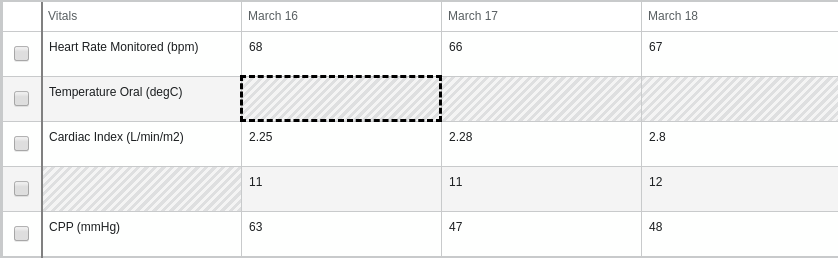 Vitals March 16 March 17 March 18
Heart Rate Monitored (bpm) 68 66 67
Temperature Oral (degC)
Cardiac Index (L/min/m2) 2.25 2.28 2.8
11 11 12
CPP (mmHg) 63 47 48